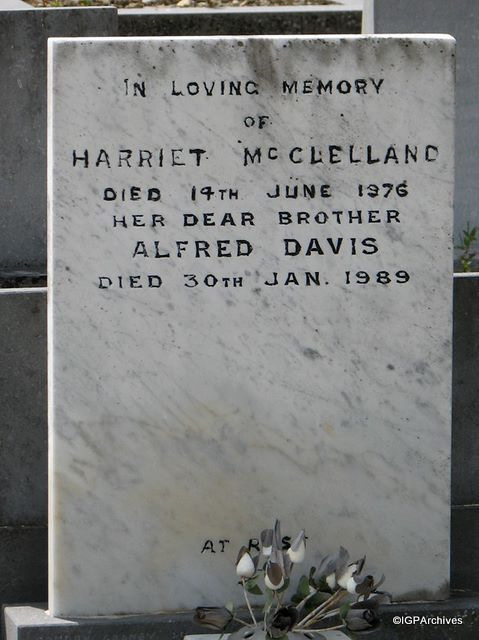 IN LOVING MEMORY
OF
HARRIET McCLELLAND
DIED 14TH JUNE 1976
HER DEAR BROTHER
ALFRED DAVIS
DIED 30TH JAN. 1989
AT REST
©IGPArchives